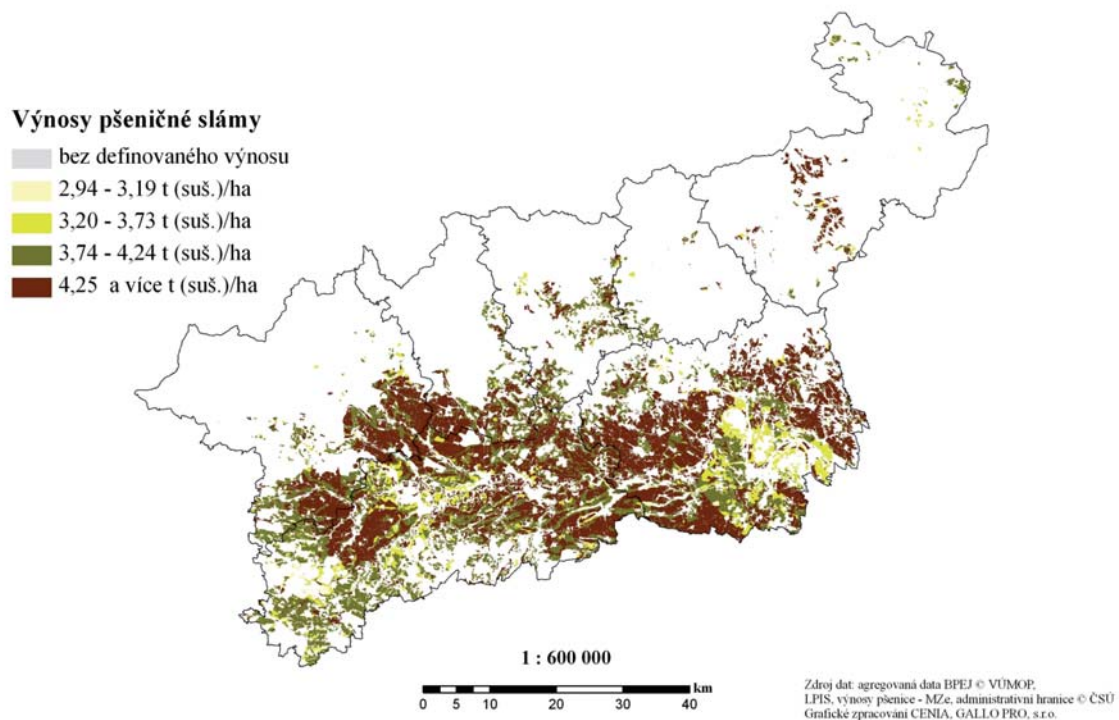 Výnosy pšeničné slámy
bez definovaného výnosu
2,94 - 3,19 t (suš.)/ha
3,20 - 3,73 t (suš.)/ha
3,74 - 4,24 t (suš.)/ha
4,25 a více t (suš.)/ha
1 : 600 000
km
0 5 10 20 30 40
Zdroj dat: agregovaná data BPEJ © VÚMOP,
LPIS, výnosy pšenice - MZe, administrativní hranice © ČSÚ
Grafické zpracování CENIA, GALLO PRO, s.r.o.